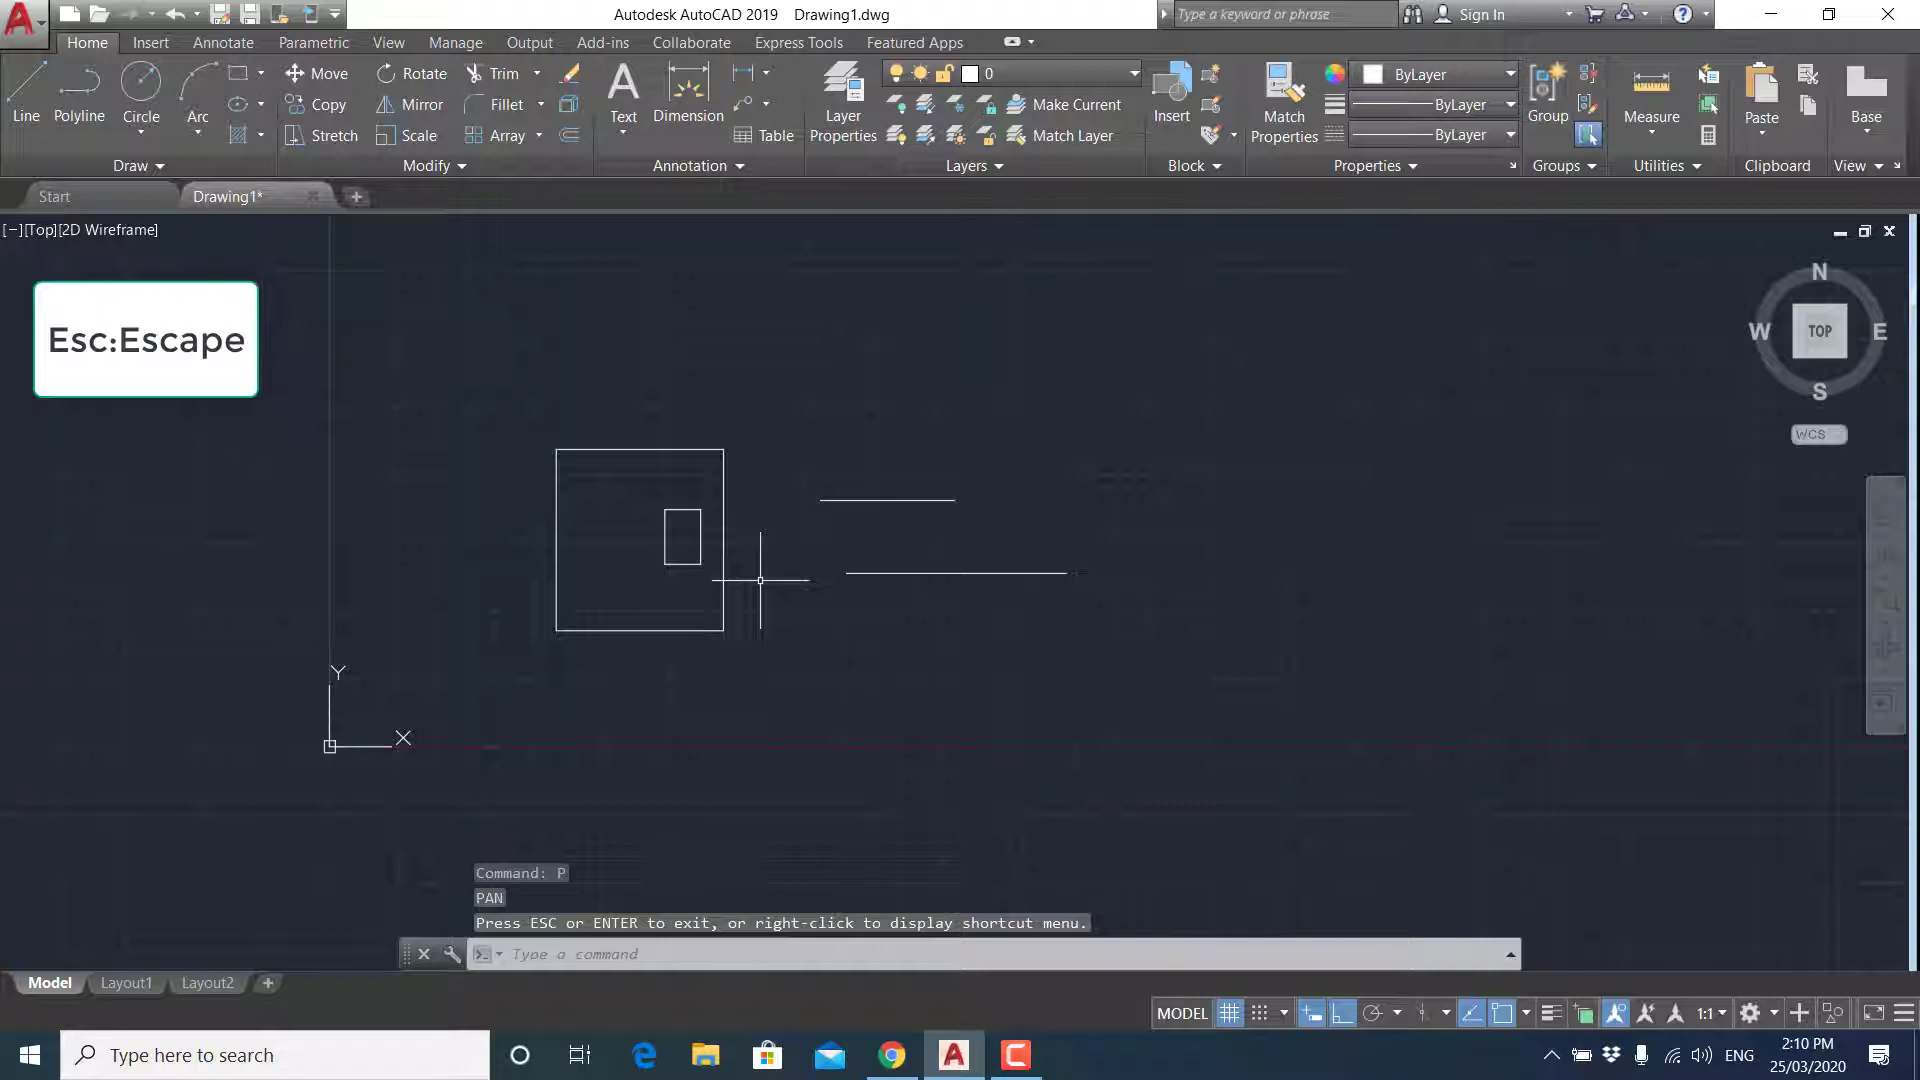 Autodesk AutoCAD 2019 Drawing1.dwg
Type a keyword or phrase
Sign In
Home Insert Annotate Parametric View Manage Output Add-ins Collaborate Express Tools Featured Apps
Line
Polyline
Circle
Arc
Move
Rotate
Trim
Copy
Mirror
Fillet
Stretch
Scale
Array
Text
Dimension
Table
Layer
Properties
0
Make Current
Match Layer
Insert
Match
Properties
ByLayer
ByLayer
ByLayer
Group
Measure
Paste
Base
Draw
Modify
Annotation
Layers
Block
Properties
Groups
Utilities
Clipboard
View
Start
Drawing1*
[−][Top][2D Wireframe]
Esc:Escape
N
W
TOP
E
S
WCS
Y
X
Command: P
PAN
Press ESC or ENTER to exit, or right-click to display shortcut menu.
Type a command
Model
Layout1
Layout2
MODEL
1:1
Type here to search
ENG
2:10 PM
25/03/2020